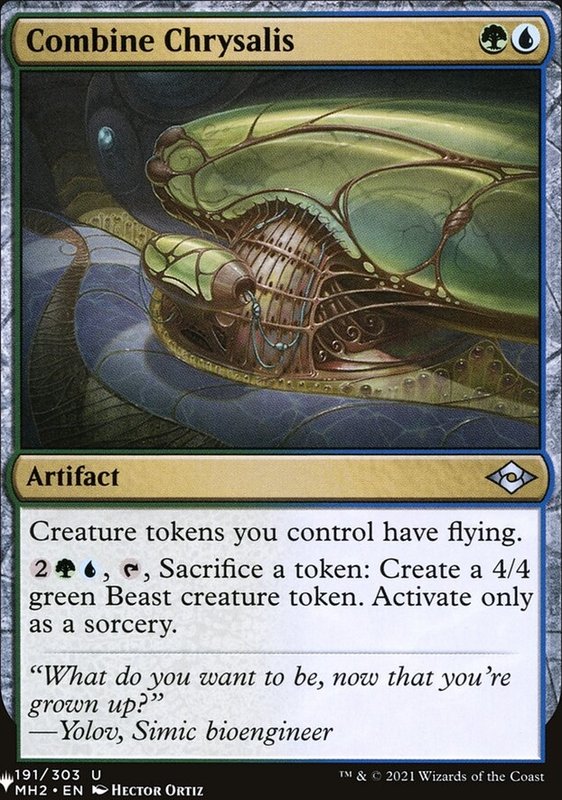 Combine Chrysalis
Artifact
Creature tokens you control have flying.
2, , Sacrifice a token: Create a 4/4
green Beast creature token. Activate only
as a sorcery.
“What do you want to be, now that you’re
grown up?”
—Yolov, Simic bioengineer
191/303 U
MH2 • EN Hector Ortiz
™ & © 2021 Wizards of the Coast